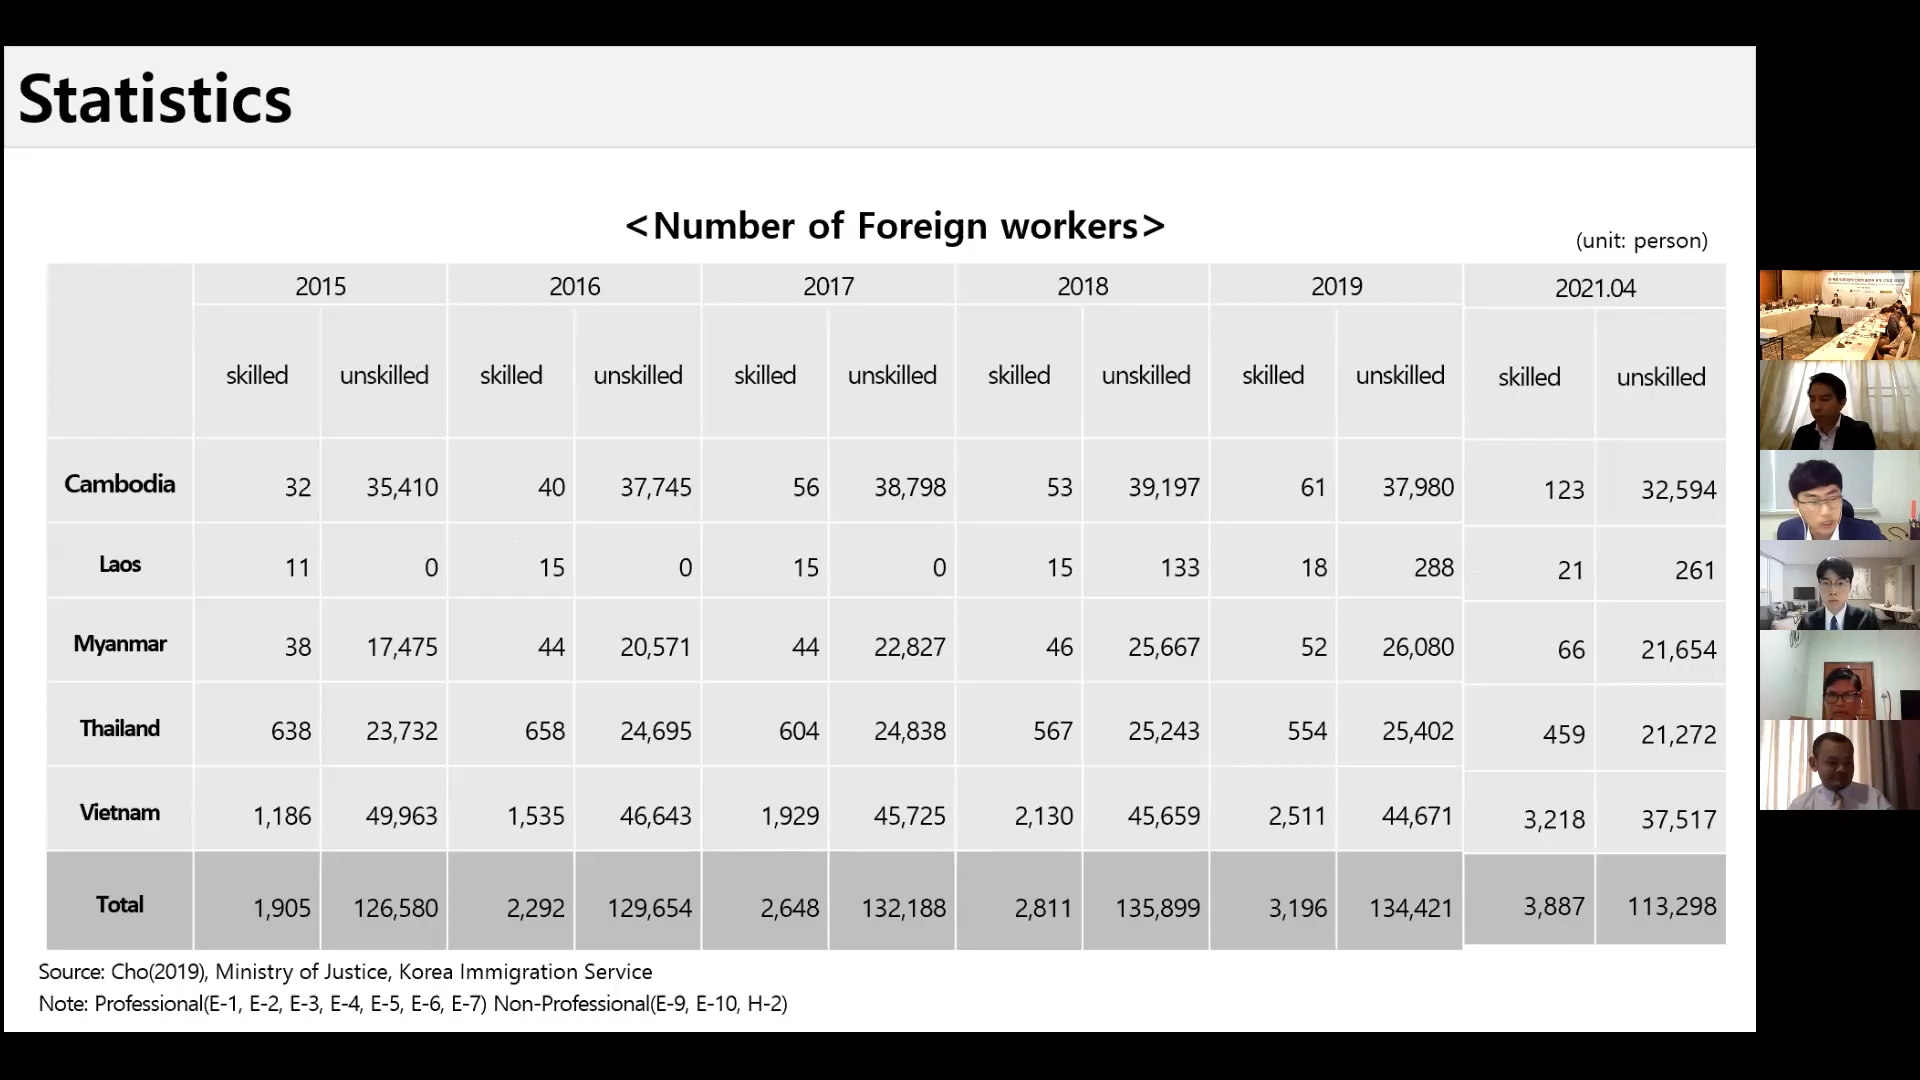 Statistics
<Number of Foreign workers>
(unit: person)
2015 2016 2017 2018 2019 2021.04
skilled unskilled skilled unskilled skilled unskilled skilled unskilled skilled unskilled skilled unskilled
Cambodia 32 35,410 40 37,745 56 38,798 53 39,197 61 37,980 123 32,594
Laos 11 0 15 0 15 0 15 133 18 288 21 261
Myanmar 38 17,475 44 20,571 44 22,827 46 25,667 52 26,080 66 21,654
Thailand 638 23,732 658 24,695 604 24,838 567 25,243 554 25,402 459 21,272
Vietnam 1,186 49,963 1,535 46,643 1,929 45,725 2,130 45,659 2,511 44,671 3,218 37,517
Total 1,905 126,580 2,292 129,654 2,648 132,188 2,811 135,899 3,196 134,421 3,887 113,298
Source: Cho(2019), Ministry of Justice, Korea Immigration Service
Note: Professional(E-1, E-2, E-3, E-4, E-5, E-6, E-7) Non-Professional(E-9, E-10, H-2)